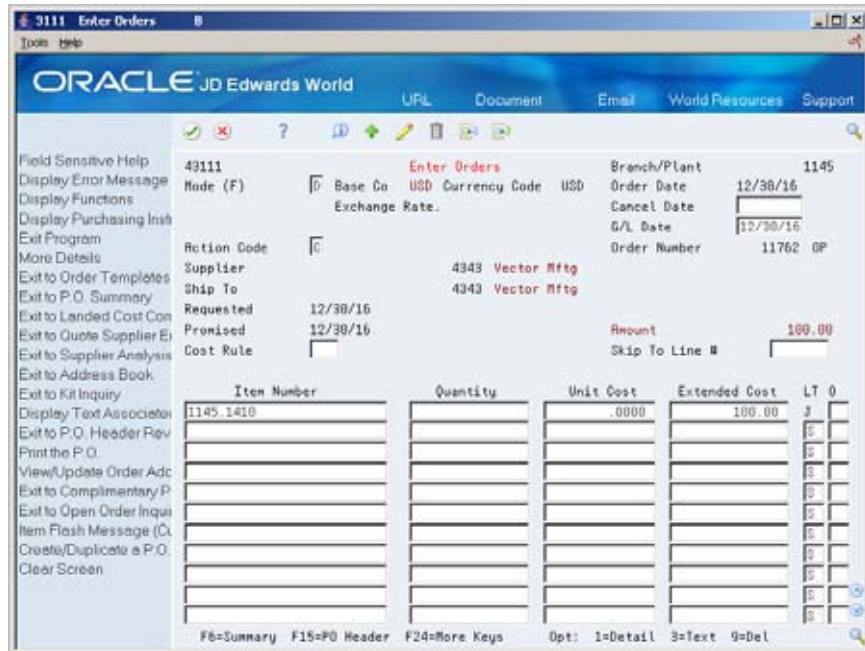 3111 Enter Orders B
Tools Help
ORACLE JD Edwards World
URL Document Email World Resources Support
Field Sensitive Help
Display Error Message
Display Functions
Display Purchasing Inst
Exit Program
More Details
Exit to Order Templates
Exit to P.O. Summary
Exit to Landed Cost Con
Exit to Quote Supplier E
Exit to Supplier Analysis
Exit to Address Book
Exit to Kit Inquiry
Display Text Associate
Exit to P.O. Header Rev
Print the P.O.
View/Update Order Adc
Exit to Complimentary P
Exit to Open Order Inqui
Item Flash Message (Cu
Create/Duplicate a P.O.
Clear Screen
43111 Enter Orders Branch/Plant 1145
Mode (F) D Base Co USD Currency Code USD Order Date 12/30/16
Exchange Rate. Cancel Date
G/L Date 12/30/16
Action Code C Order Number 11762 OP
Supplier 4343 Vector Mftg
Ship To 4343 Vector Mftg
Requested 12/30/16
Promised 12/30/16 Amount 100.00
Cost Rule Skip To Line #
Item Number Quantity Unit Cost Extended Cost LT O
1145.1410 .0000 100.00 J
S
S
S
S
S
S
S
S
S
S
F6=Summary F15=PO Header F24=More Keys Opt: 1=Detail 3=Text 9=Del